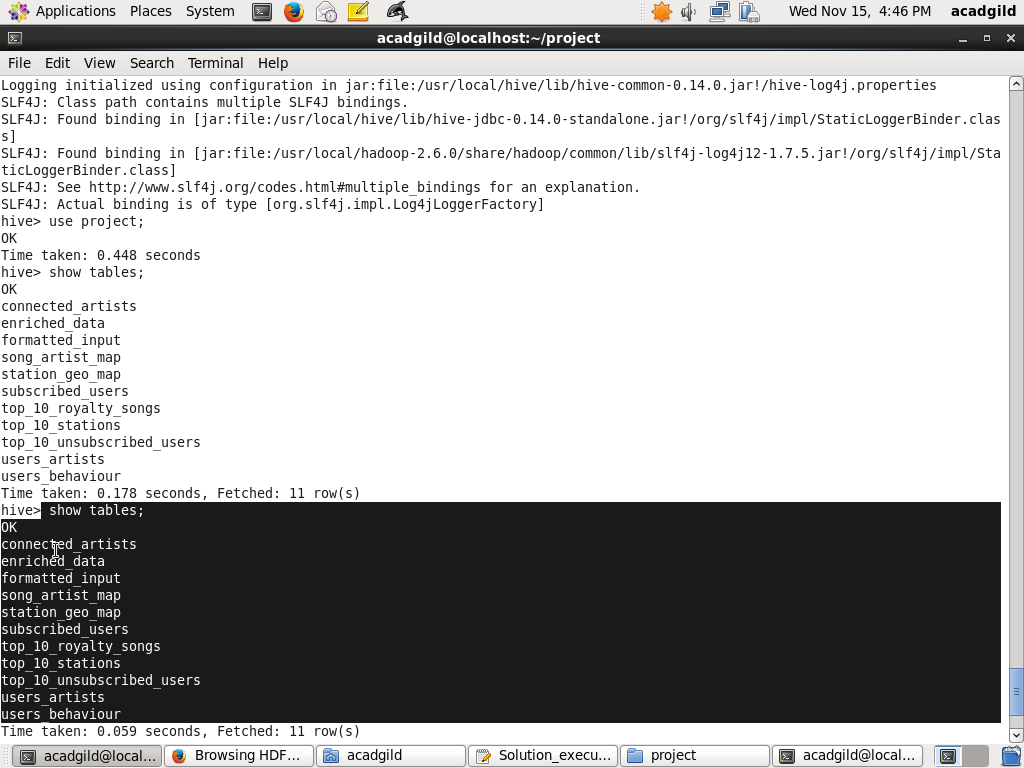 Applications Places System Wed Nov 15, 4:46 PM acadgild
acadgild@localhost:~/project
File Edit View Search Terminal Help
Logging initialized using configuration in jar:file:/usr/local/hive/lib/hive-common-0.14.0.jar!/hive-log4j.properties
SLF4J: Class path contains multiple SLF4J bindings.
SLF4J: Found binding in [jar:file:/usr/local/hive/lib/hive-jdbc-0.14.0-standalone.jar!/org/slf4j/impl/StaticLoggerBinder.clas
s]
SLF4J: Found binding in [jar:file:/usr/local/hadoop-2.6.0/share/hadoop/common/lib/slf4j-log4j12-1.7.5.jar!/org/slf4j/impl/Sta
ticLoggerBinder.class]
SLF4J: See http://www.slf4j.org/codes.html#multiple_bindings for an explanation.
SLF4J: Actual binding is of type [org.slf4j.impl.Log4jLoggerFactory]
hive> use project;
OK
Time taken: 0.448 seconds
hive> show tables;
OK
connected_artists
enriched_data
formatted_input
song_artist_map
station_geo_map
subscribed_users
top_10_royalty_songs
top_10_stations
top_10_unsubscribed_users
users_artists
users_behaviour
Time taken: 0.178 seconds, Fetched: 11 row(s)
hive> show tables;
OK
connected_artists
enriched_data
formatted_input
song_artist_map
station_geo_map
subscribed_users
top_10_royalty_songs
top_10_stations
top_10_unsubscribed_users
users_artists
users_behaviour
Time taken: 0.059 seconds, Fetched: 11 row(s)
acadgild@local... Browsing HDF... acadgild Solution_execu... project acadgild@local...